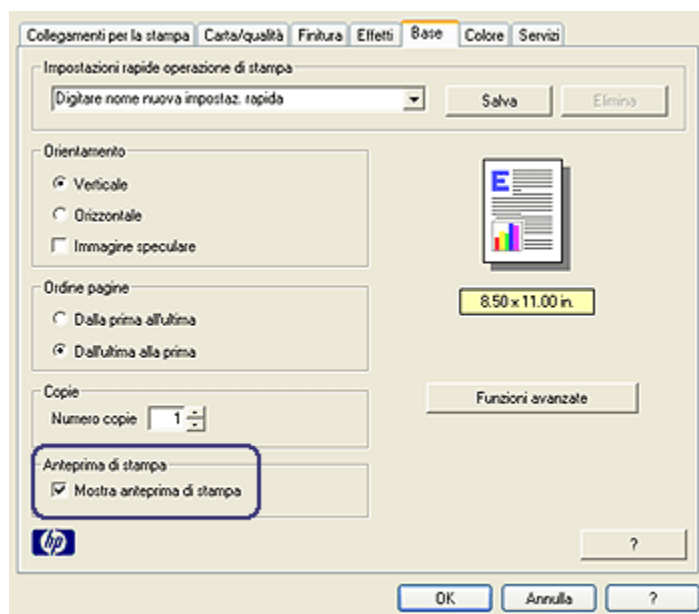 Collegamenti per la stampa Carta/qualità Finitura Effetti Base Colore Servizi
Impostazioni rapide operazione di stampa
Digitare nome nuova impostaz. rapida Salva Elimina
Orientamento
Verticale
Orizzontale
Immagine speculare
E
8.50 x 11.00 in.
Ordine pagine
Dalla prima all'ultima
Dall'ultima alla prima
Copie
Numero copie 1
Funzioni avanzate
Anteprima di stampa
Mostra anteprima di stampa
hp ?
OK Annulla ?